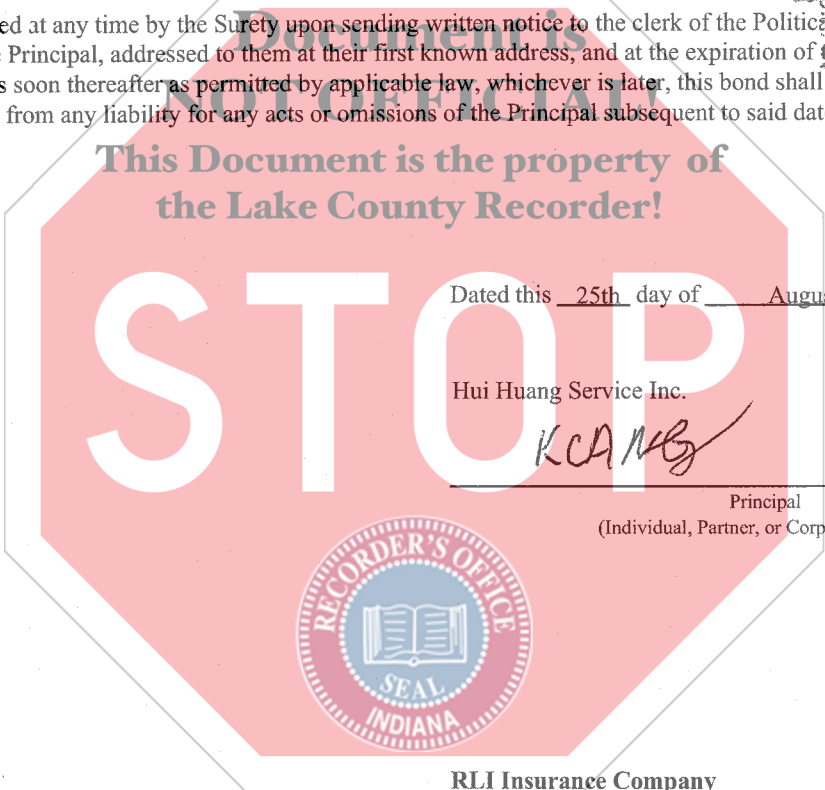 ed at any time by the Surety upon sending written notice to the clerk of the Politic
Document is
Principal, addressed to them at their first known address, and at the expiration of
s soon thereafter as permitted by applicable law, whichever is later, this bond shall
NOT OFFICIAL!
from any liability for any acts or omissions of the Principal subsequent to said dat
This Document is the property of
the Lake County Recorder!
STOP
Dated this 25th day of Augu
Hui Huang Service Inc.
Principal
(Individual, Partner, or Corp
RECORDER'S OFFICE
SEAL
INDIANA
RLI Insurance Company